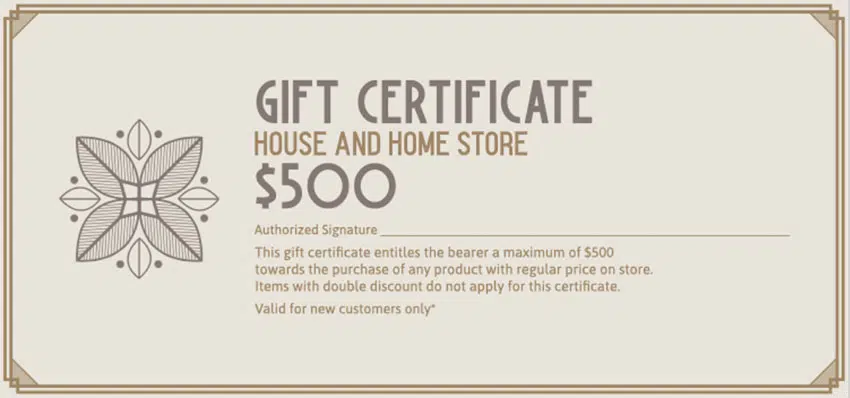 GIFT CERTIFICATE
HOUSE AND HOME STORE
$500
Authorized Signature
This gift certificate entitles the bearer a maximum of $500
towards the purchase of any product with regular price on store.
Items with double discount do not apply for this certificate.
Valid for new customers only*